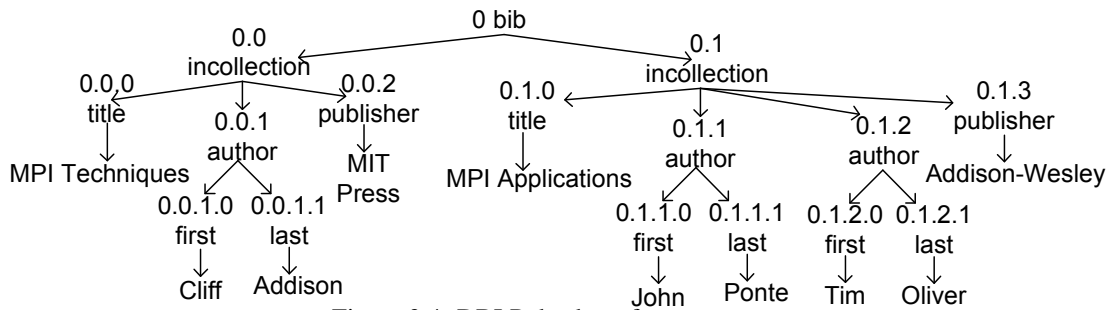 0 bib
0.0
incollection
0.1
incollection
0.0.0
title
0.0.2
publisher
0.1.0
title
0.1.3
publisher
0.0.1
author
0.1.1
author
0.1.2
author
MPI Techniques
MIT
Press
MPI Applications
Addison-Wesley
0.0.1.0
first
0.0.1.1
last
0.1.1.0
first
0.1.1.1
last
0.1.2.0
first
0.1.2.1
last
Cliff
Addison
John
Ponte
Tim
Oliver